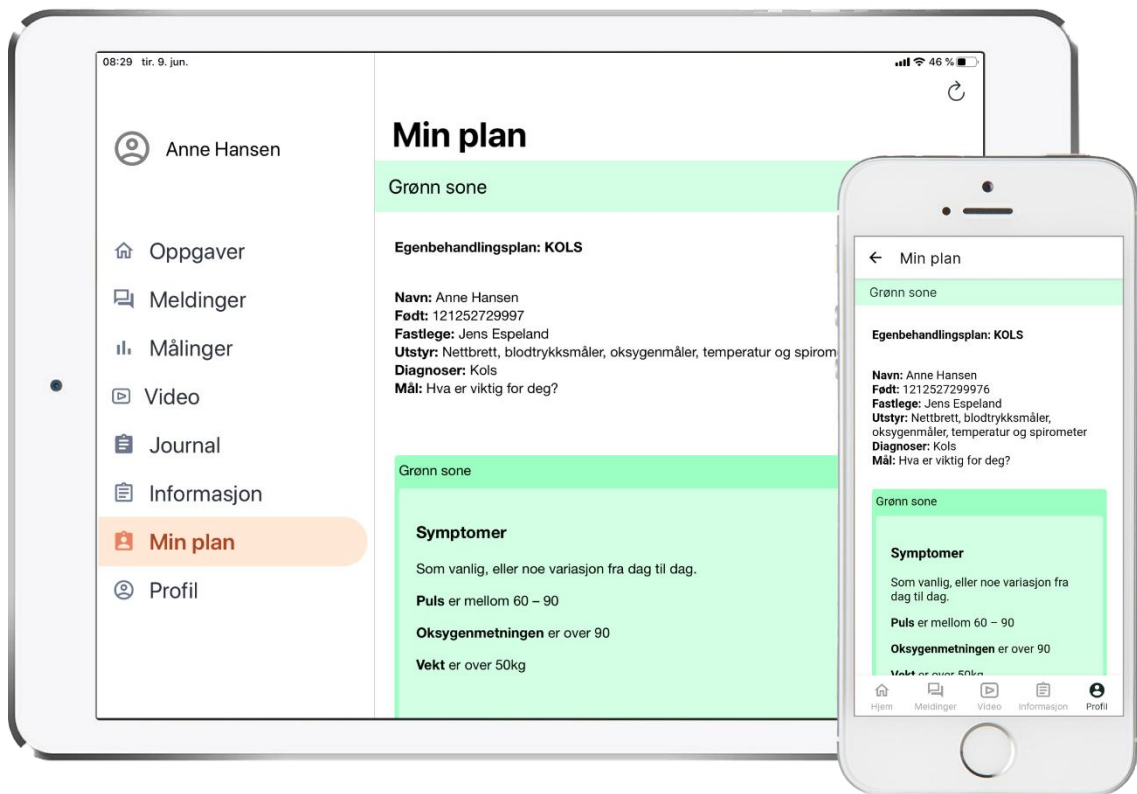 08:29 tir. 9. jun.
46 %
Anne Hansen
Oppgaver
Meldinger
Målinger
Video
Journal
Informasjon
Min plan
Profil
Min plan
Grønn sone
Egenbehandlingsplan: KOLS
Navn: Anne Hansen
Født: 121252729997
Fastlege: Jens Espeland
Utstyr: Nettbrett, blodtrykksmåler, oksygenmåler, temperatur og spirom
Diagnoser: Kols
Mål: Hva er viktig for deg?
Grønn sone
Symptomer
Som vanlig, eller noe variasjon fra dag til dag.
Puls er mellom 60 – 90
Oksygenmetningen er over 90
Vekt er over 50kg
Min plan
Grønn sone
Egenbehandlingsplan: KOLS
Navn: Anne Hansen
Født: 1212527299976
Fastlege: Jens Espeland
Utstyr: Nettbrett, blodtrykksmåler,
oksygenmåler, temperatur og spirometer
Diagnoser: Kols
Mål: Hva er viktig for deg?
Grønn sone
Symptomer
Som vanlig, eller noe variasjon fra
dag til dag.
Puls er mellom 60 – 90
Oksygenmetningen er over 90
Vekt er over 50kg
Hjem
Meldinger
Video
Informasjon
Profil